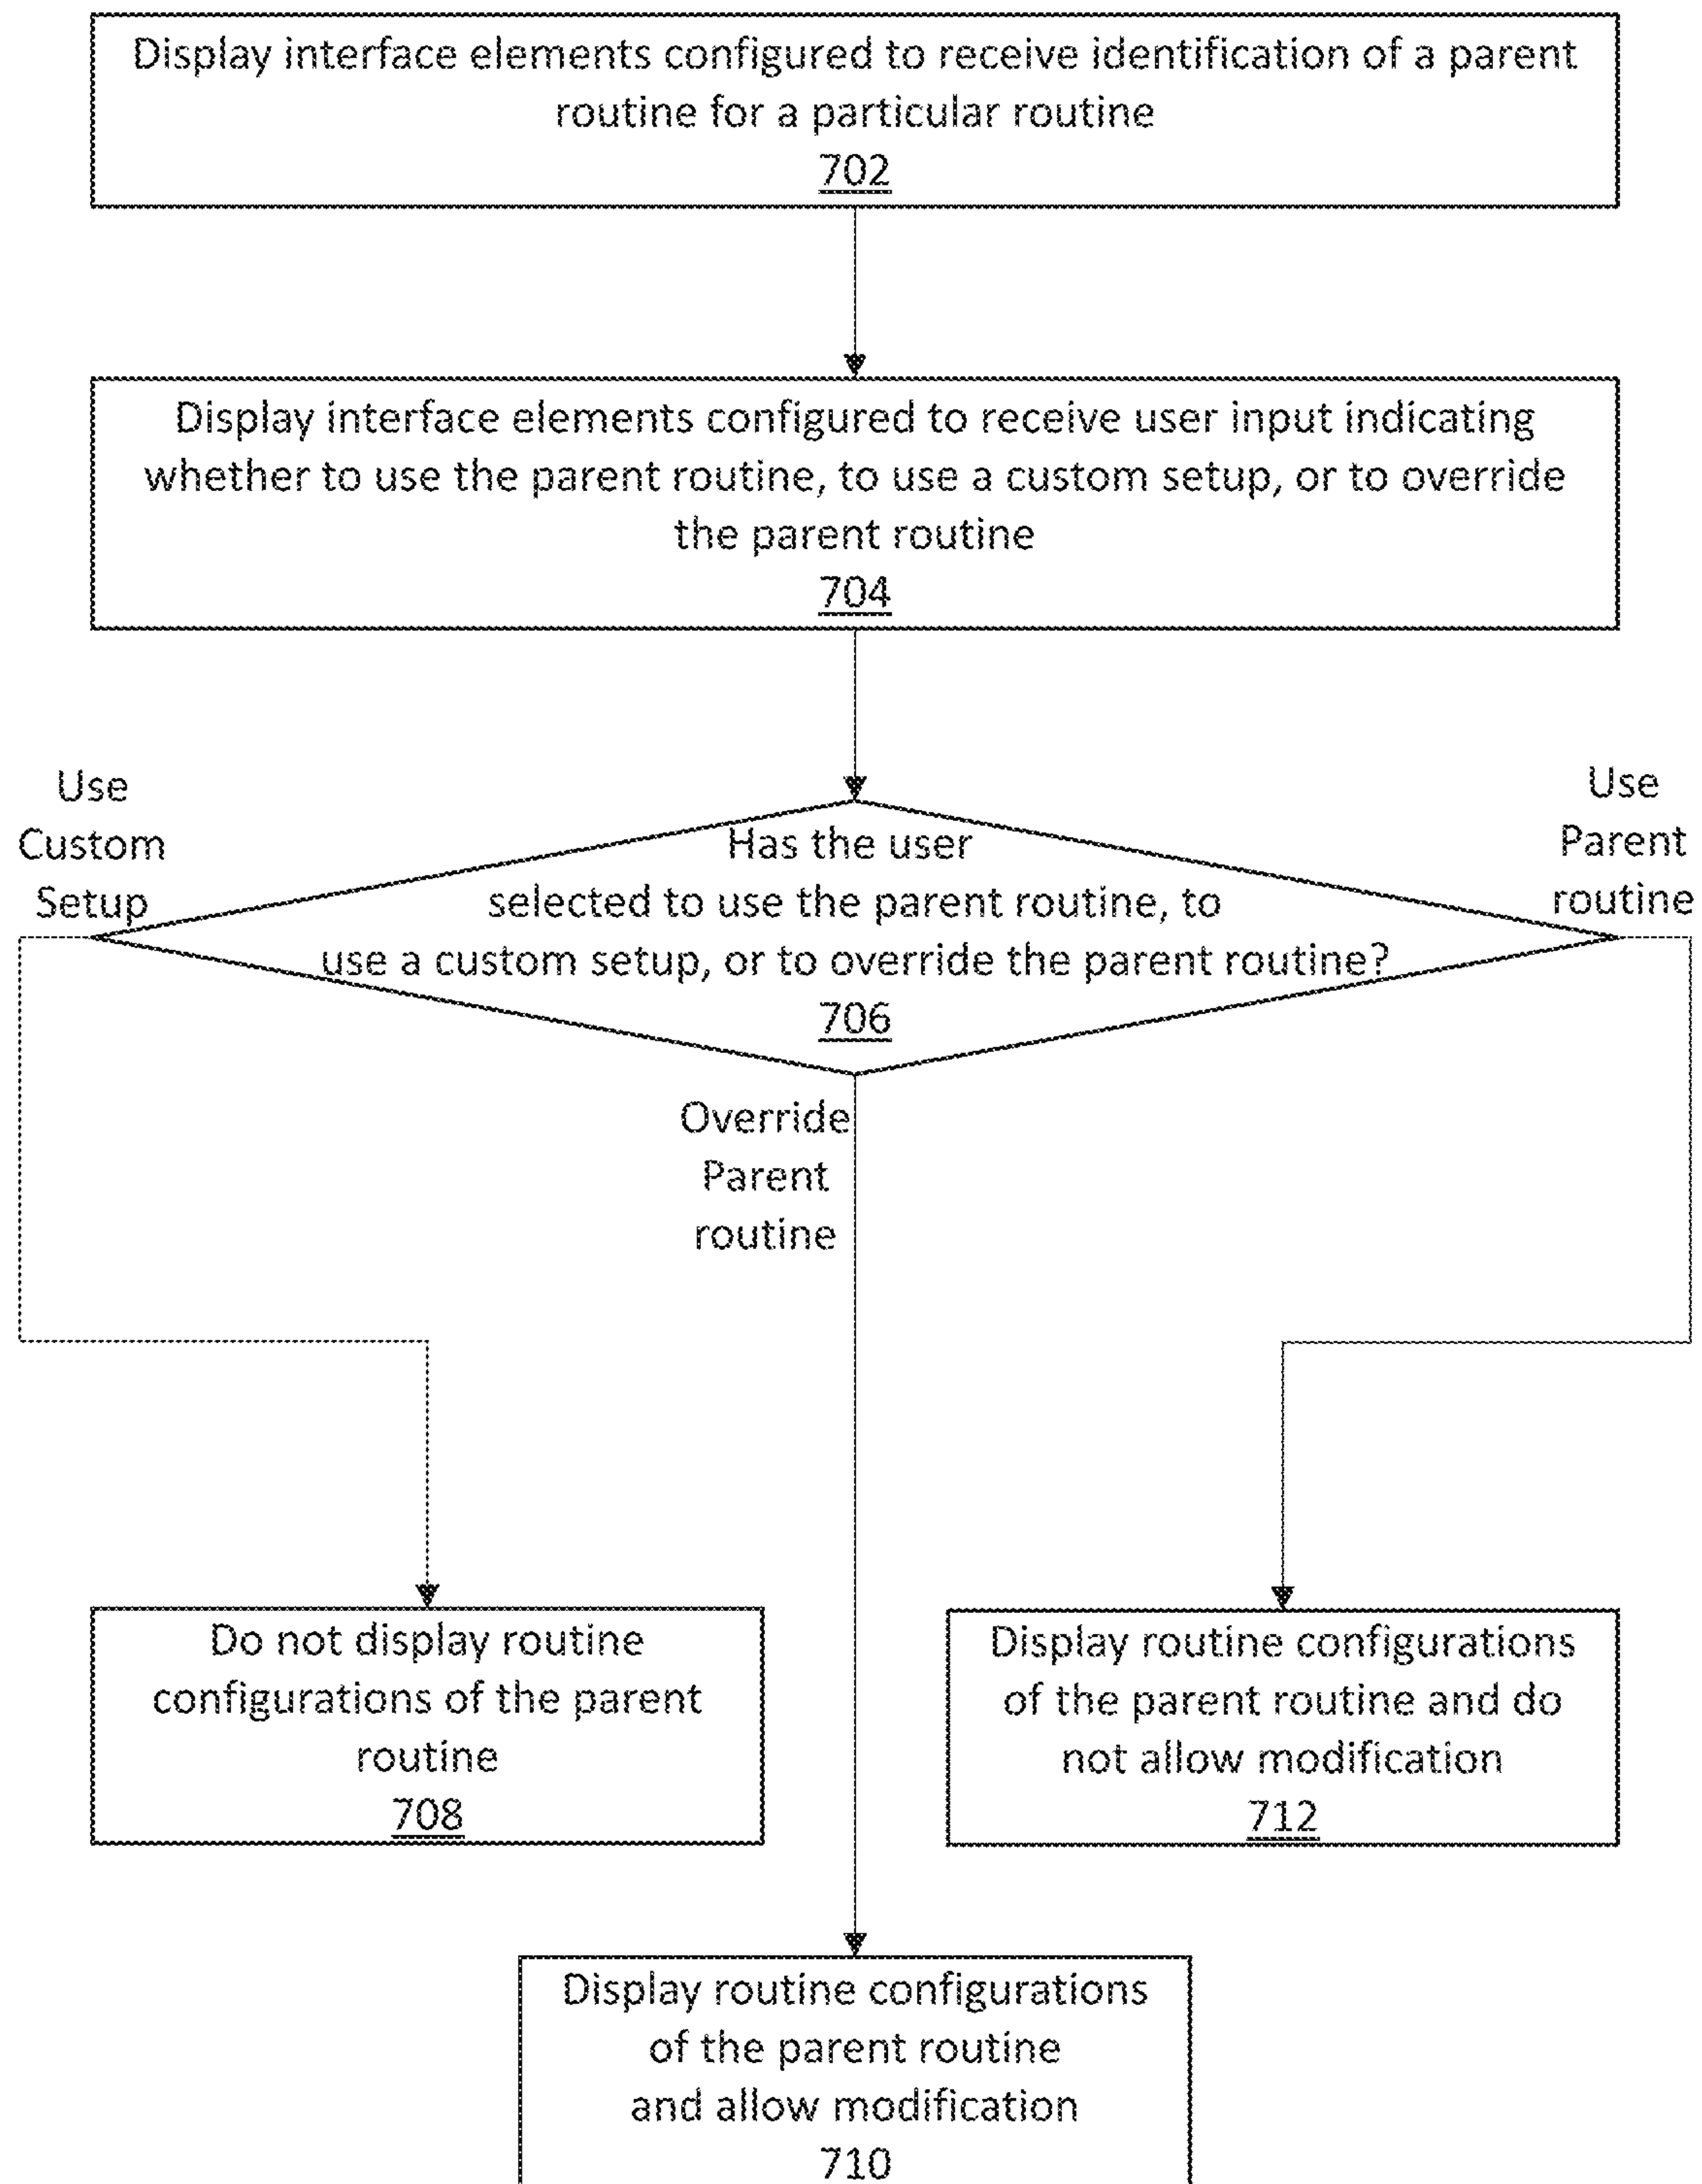 Display interface elements configured to receive identification of a parent
routine for a particular routine
702
Display interface elements configured to receive user input indicating
whether to use the parent routine, to use a custom setup, or to override
the parent routine
704
Use
Custom
Setup
Has the user
selected to use the parent routine, to
use a custom setup, or to override the parent routine?
706
Use
Parent
routine
Override
Parent
routine
Do not display routine
configurations of the parent
routine
708
Display routine configurations
of the parent routine and do
not allow modification
712
Display routine configurations
of the parent routine
and allow modification
710